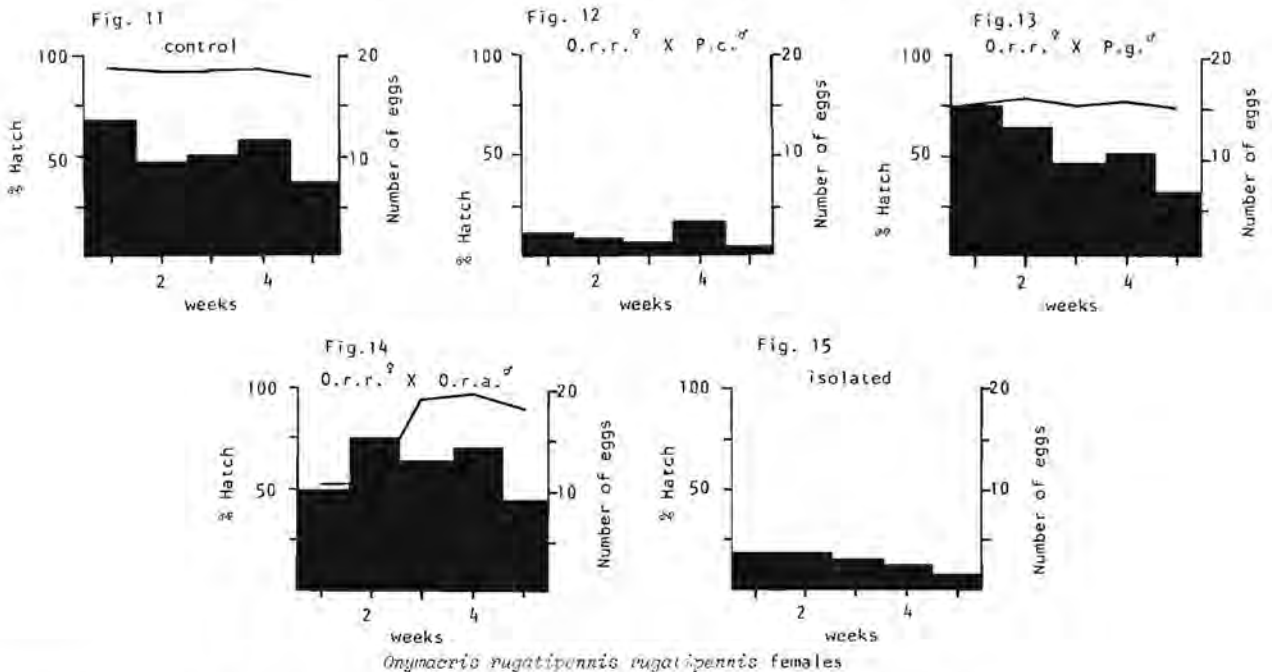 Fig. 11
control
100
50
% Hatch
20
10
Number of eggs
2 4
weeks
Fig. 12
O.r.r.♀ X P.c.♂
100
50
% Hatch
20
10
Number of eggs
2 4
weeks
Fig.13
O.r.r.♀ X P.g.♂
100
50
% Hatch
20
10
Number of eggs
2 4
weeks
Fig.14
O.r.r.♀ X O.r.a.♂
100
50
% Hatch
20
10
Number of eggs
2 4
weeks
Fig. 15
isolated
100
50
% Hatch
20
10
Number of eggs
2 4
weeks
Onymacris rugatipennis rugatipennis females